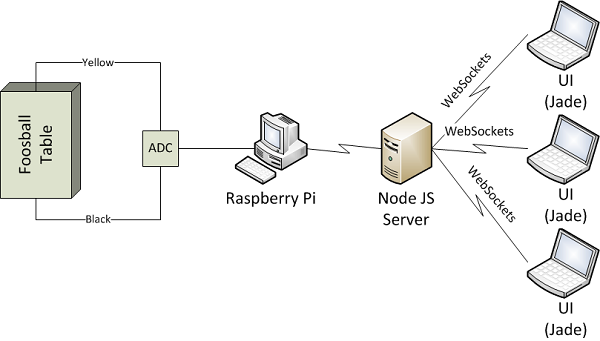 Yellow
Foosball
Table
ADC
Black
Raspberry Pi
Node JS
Server
WebSockets
WebSockets
WebSockets
UI
(Jade)
UI
(Jade)
UI
(Jade)